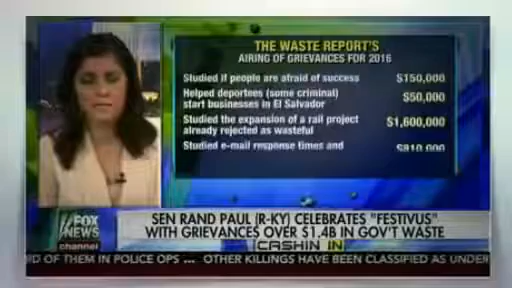 THE WASTE REPORT'S
AIRING OF GRIEVANCES FOR 2016
Studied if people are afraid of success $150,000
Helped deportees (some criminal)
start businesses in El Salvador $50,000
Studied the expansion of a rail project
already rejected as wasteful $1,600,000
Studied e-mail response times and $810,000
SEN RAND PAUL (R-KY) CELEBRATES "FESTIVUS"
WITH GRIEVANCES OVER $1.4B IN GOV'T WASTE
FOX
NEWS
channel
CASHIN IN
D OF THEM IN POLICE OPS ... OTHER KILLINGS HAVE BEEN CLASSIFIED AS UNDER